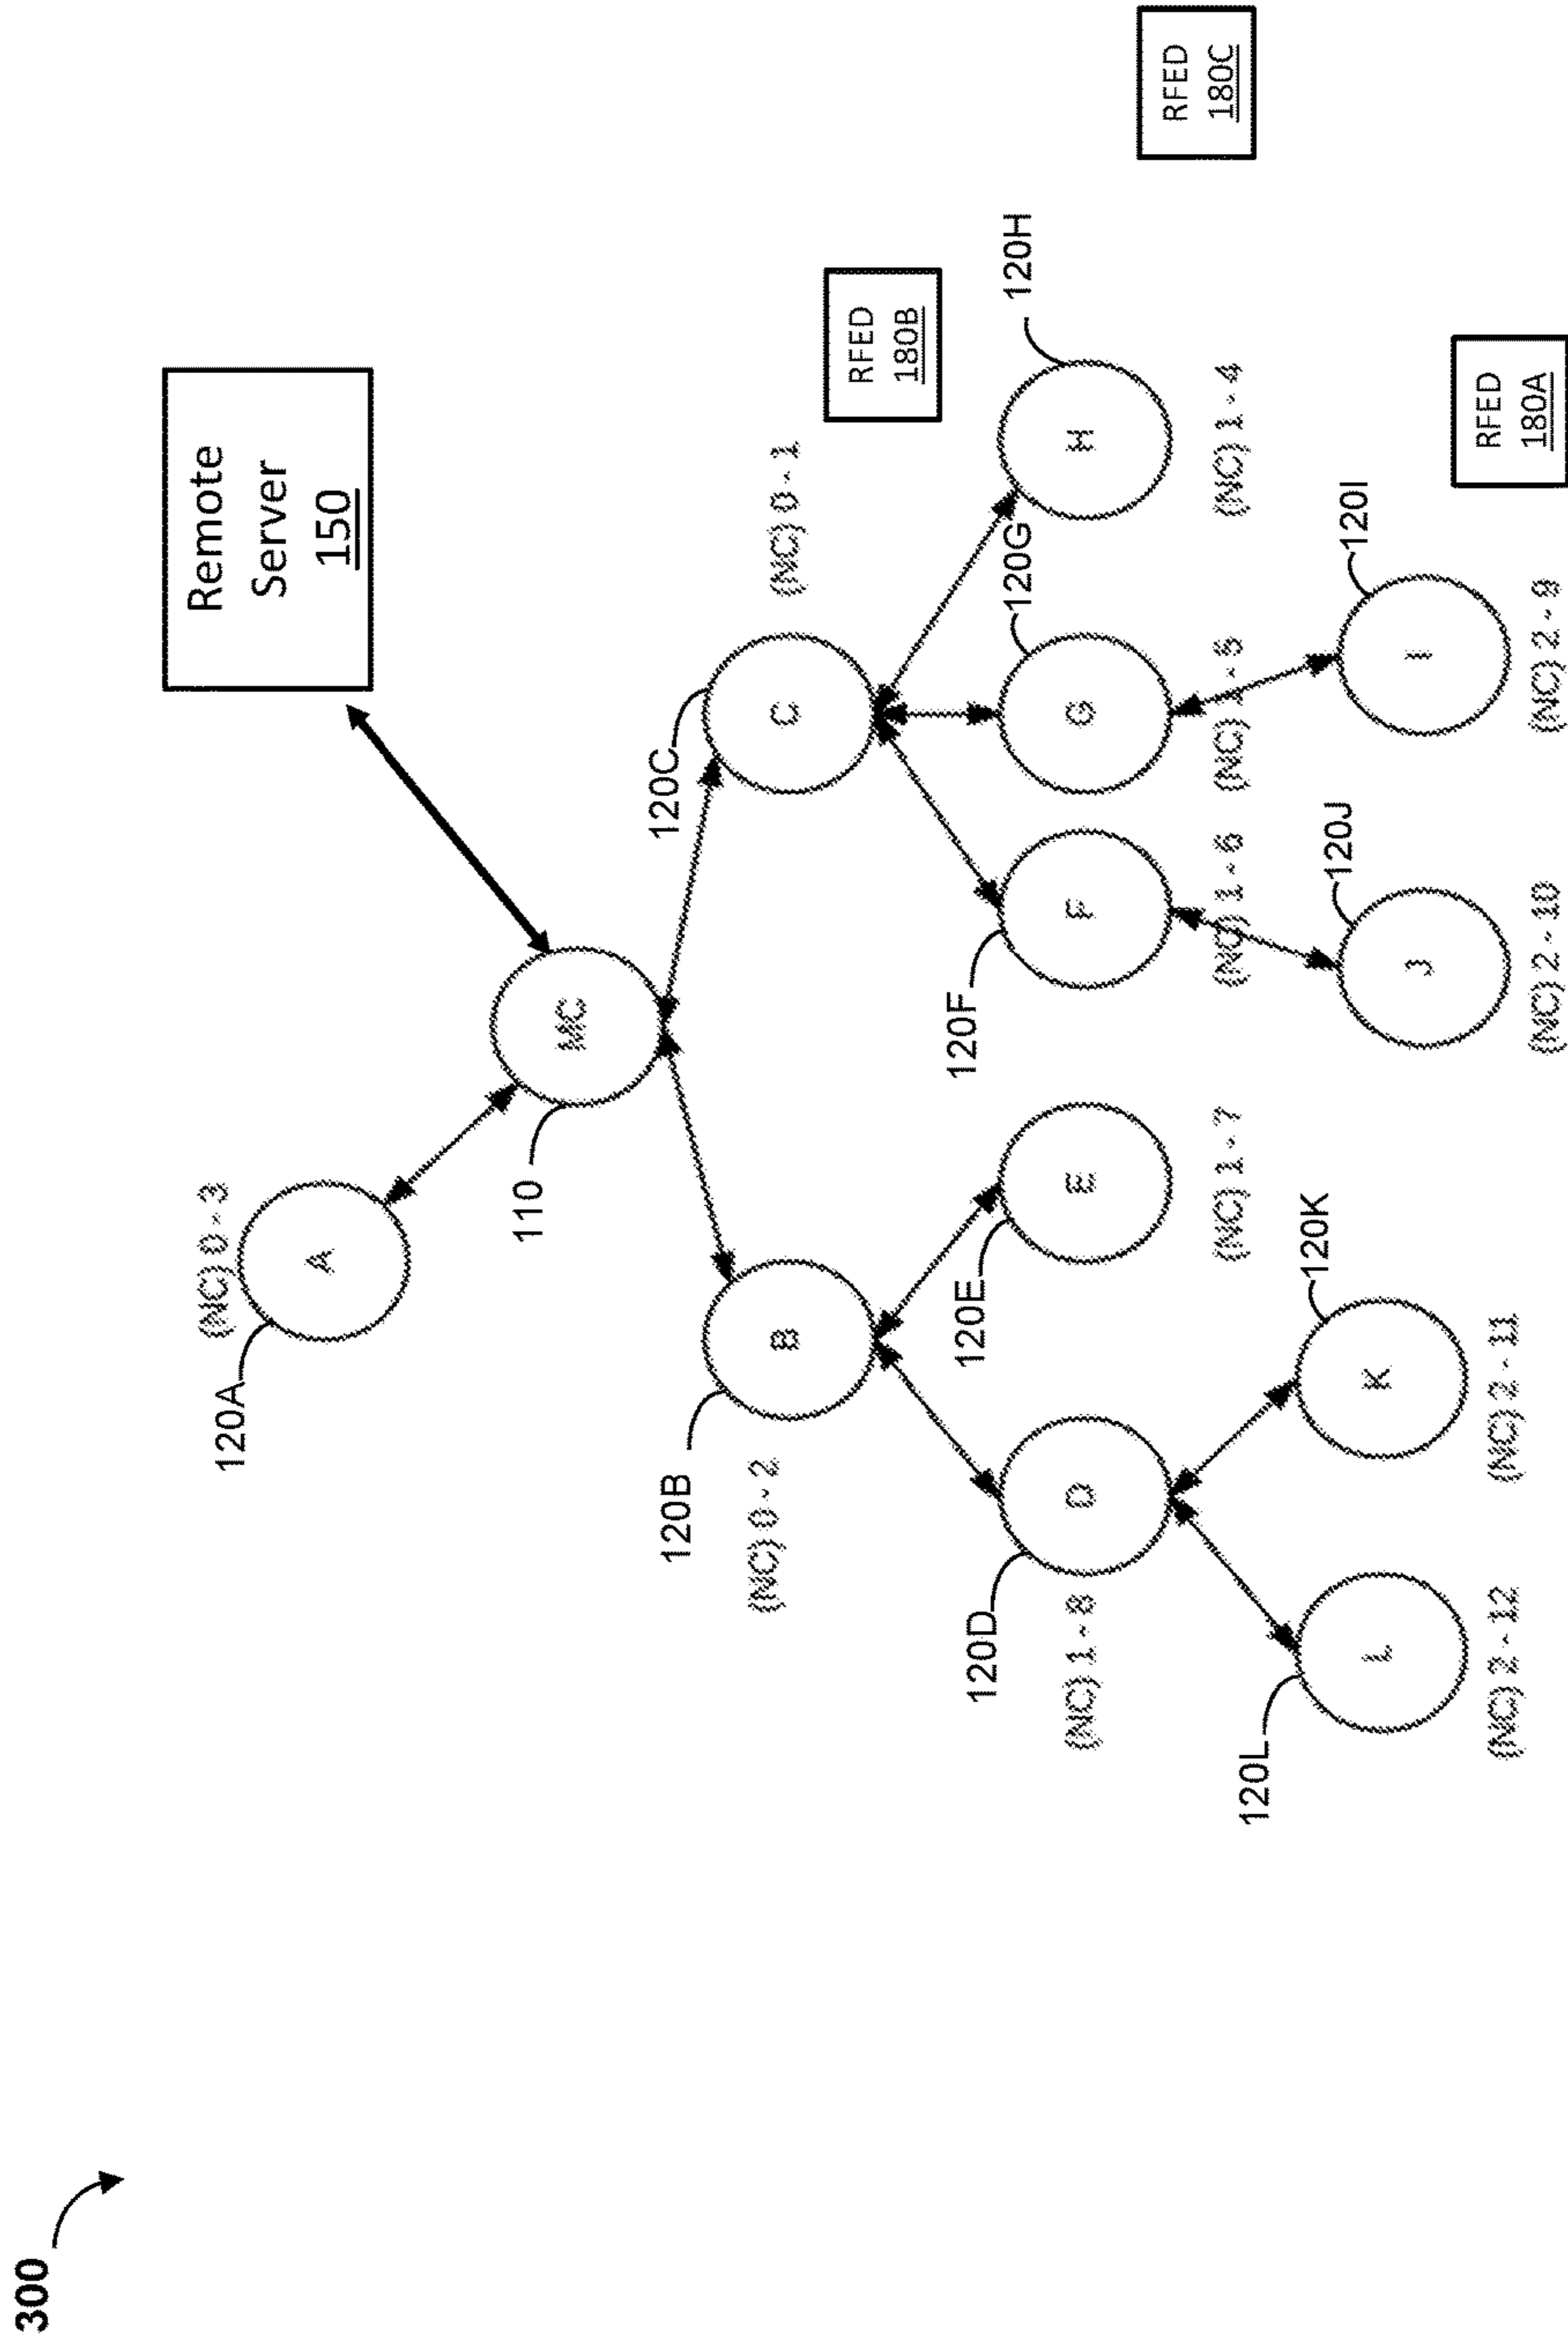 300
Remote
Server
150
(NC) 0 - 3
A
120A
MC
110
120C
C
(NC) 0 - 1
120B
B
(NC) 0 - 2
RFED
180B
RFED
180C
120D
D
(NC) 1 - 8
120E
E
(NC) 1 - 7
120F
F
(NC) 1 - 6
120G
G
(NC) 1 - 5
120H
H
(NC) 1 - 4
120L
L
(NC) 2 - 12
120K
K
(NC) 2 - 11
120J
J
(NC) 2 - 10
120I
I
(NC) 2 - 9
RFED
180A